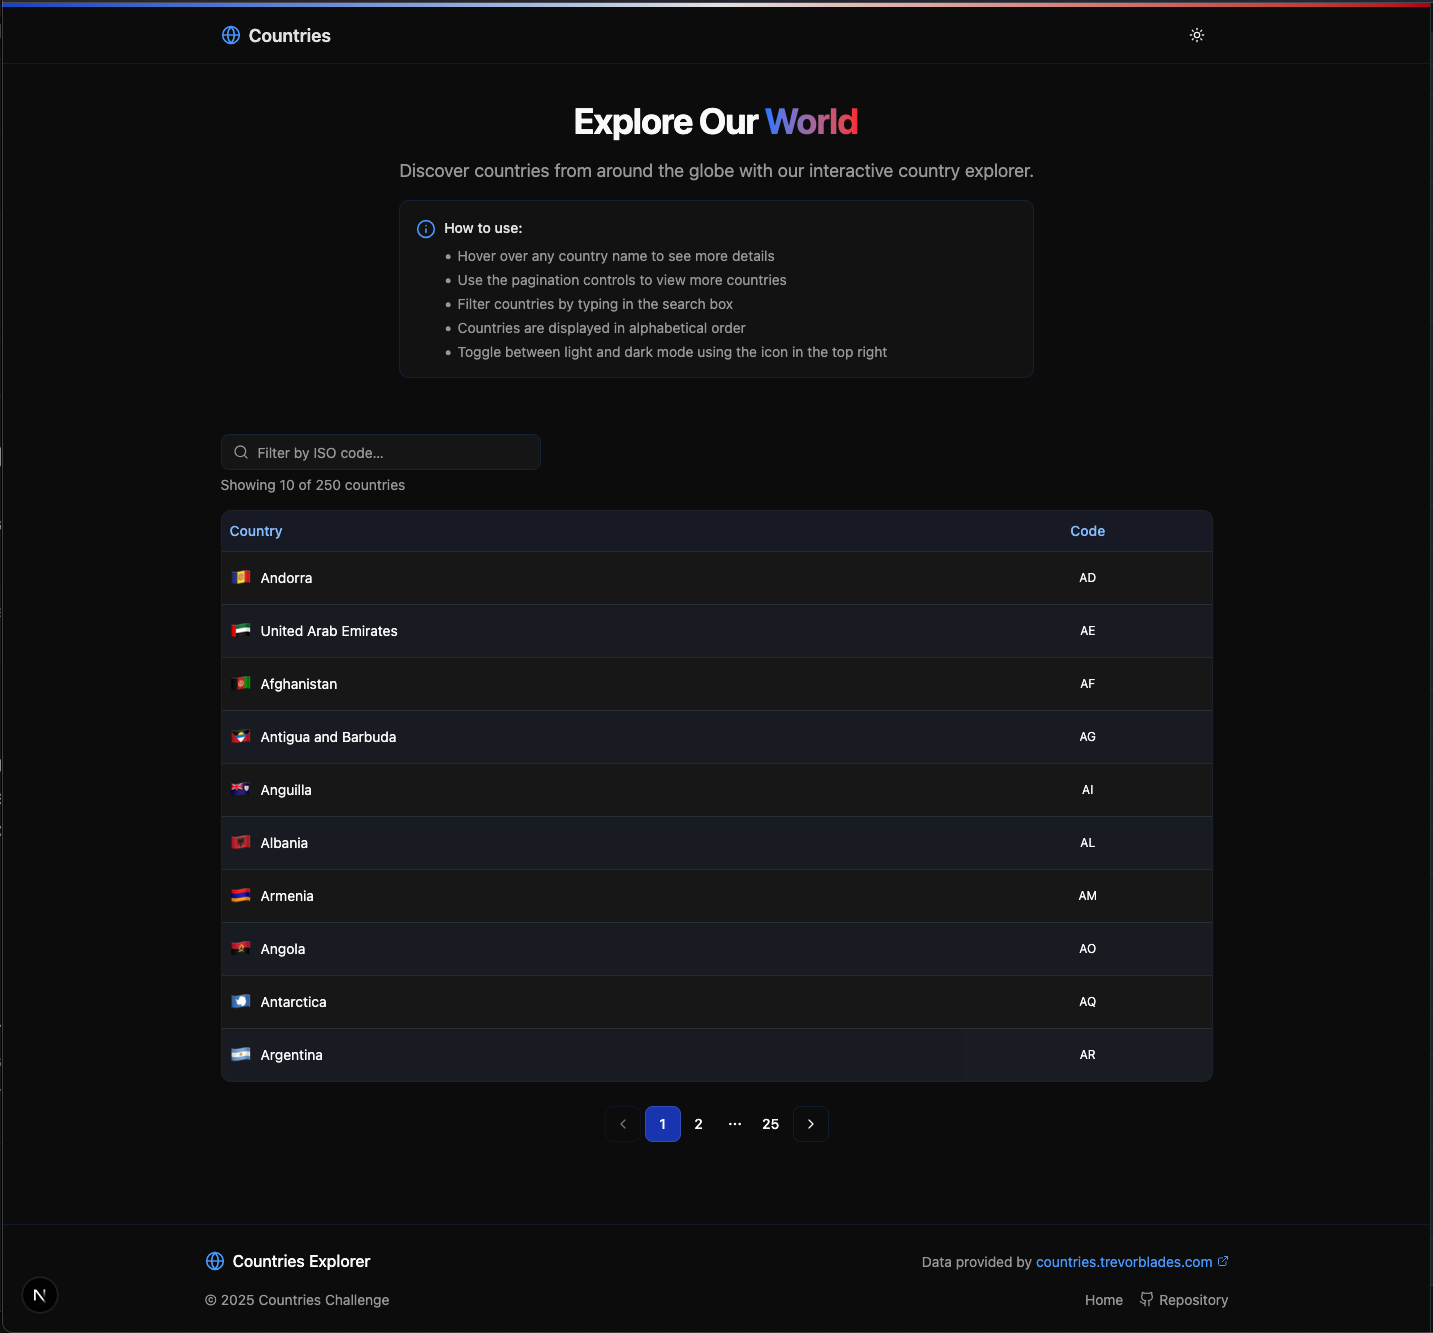 Countries
Explore Our World
Discover countries from around the globe with our interactive country explorer.
How to use:
• Hover over any country name to see more details
• Use the pagination controls to view more countries
• Filter countries by typing in the search box
• Countries are displayed in alphabetical order
• Toggle between light and dark mode using the icon in the top right
Filter by ISO code...
Showing 10 of 250 countries
Country Code
Andorra AD
United Arab Emirates AE
Afghanistan AF
Antigua and Barbuda AG
Anguilla AI
Albania AL
Armenia AM
Angola AO
Antarctica AQ
Argentina AR
1 2 ... 25
Countries Explorer
Data provided by countries.trevorblades.com
N
© 2025 Countries Challenge
Home Repository